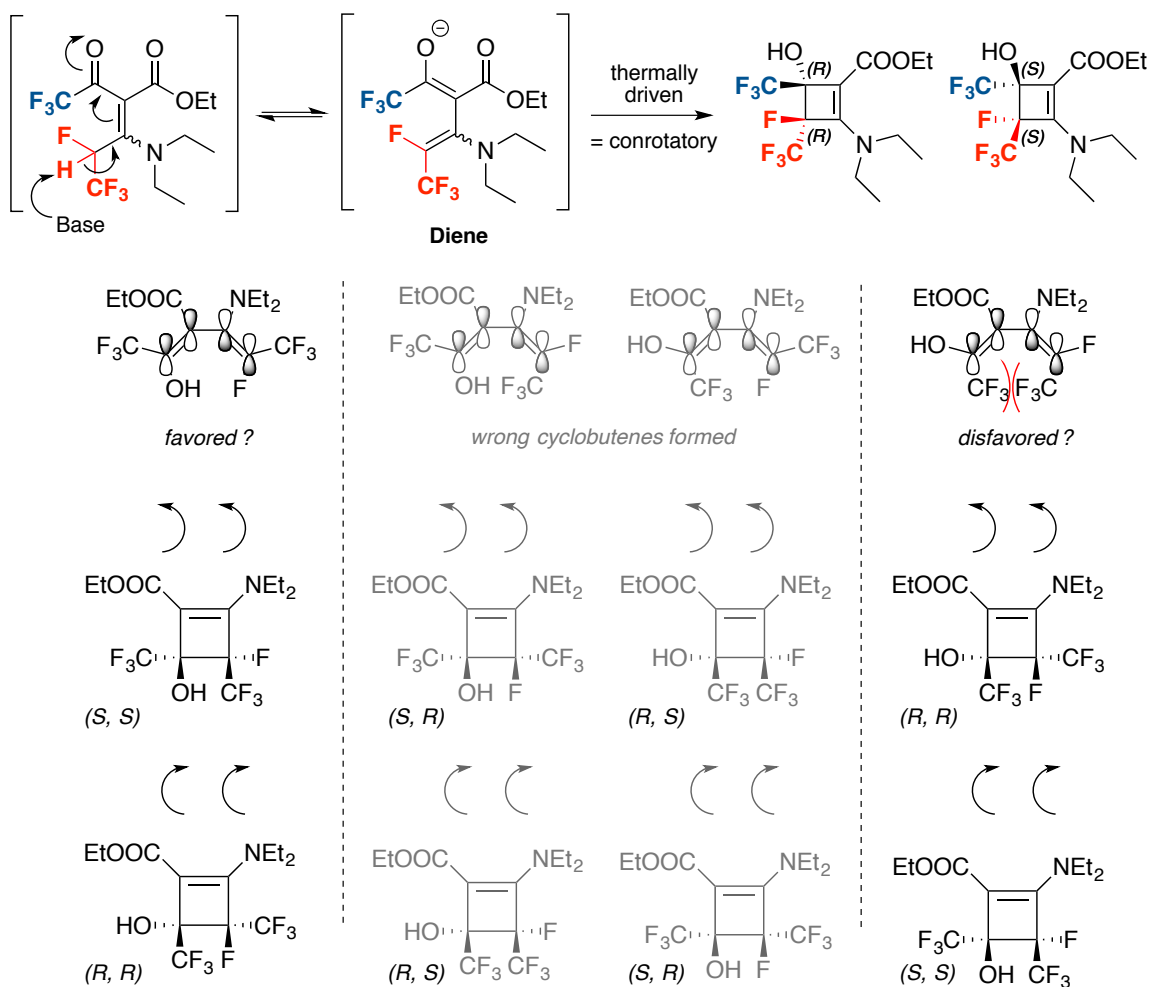 O O HO (R) COOEt HO (S) COOEt
F3C OEt F3C OEt thermally F3C F3C
F N F N driven F (R) N F (S) N
H CF3 CF3 = conrotatory F3C F3C
Base Diene
EtOOC NEt2 EtOOC NEt2 EtOOC NEt2 EtOOC NEt2
F3C CF3 F3C F HO CF3 HO F
OH F OH F3C CF3 F CF3 F3C
favored ? wrong cyclobutenes formed disfavored ?
EtOOC NEt2 EtOOC NEt2 EtOOC NEt2 EtOOC NEt2
F3C F F3C CF3 HO F HO CF3
OH CF3 OH F CF3 CF3 CF3 F
(S, S) (S, R) (R, S) (R, R)
EtOOC NEt2 EtOOC NEt2 EtOOC NEt2 EtOOC NEt2
HO CF3 HO F F3C CF3 F3C F
CF3 F CF3 CF3 OH F OH CF3
(R, R) (R, S) (S, R) (S, S)